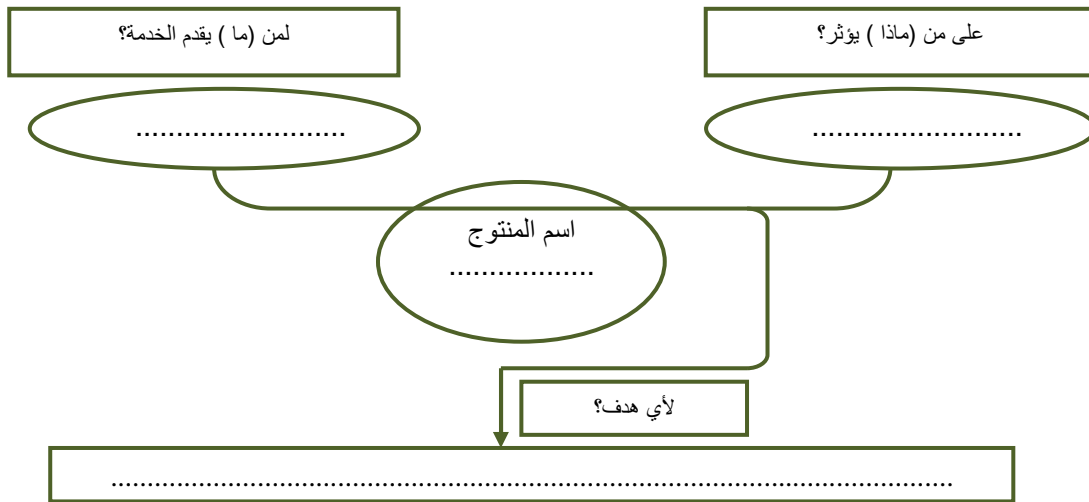 على من (ماذا ) يؤثر؟
لمن (ما ) يقدم الخدمة؟
..........................
..........................
اسم المنتوج
..................
لأي هدف؟
......................................................................................................................